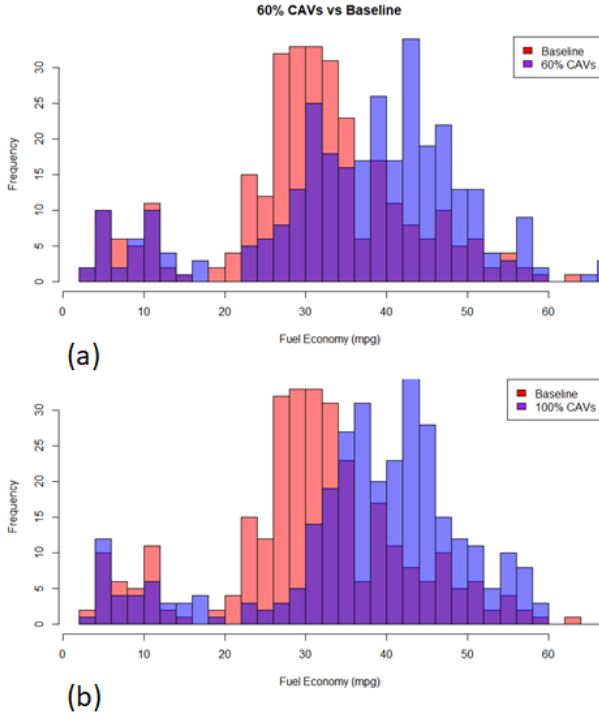 60% CAVs vs Baseline
Baseline
60% CAVs
Frequency
30
25
20
15
10
5
0
0 10 20 30 40 50 60
Fuel Economy (mpg)
(a)
Baseline
100% CAVs
Frequency
30
25
20
15
10
5
0
0 10 20 30 40 50 60
Fuel Economy (mpg)
(b)